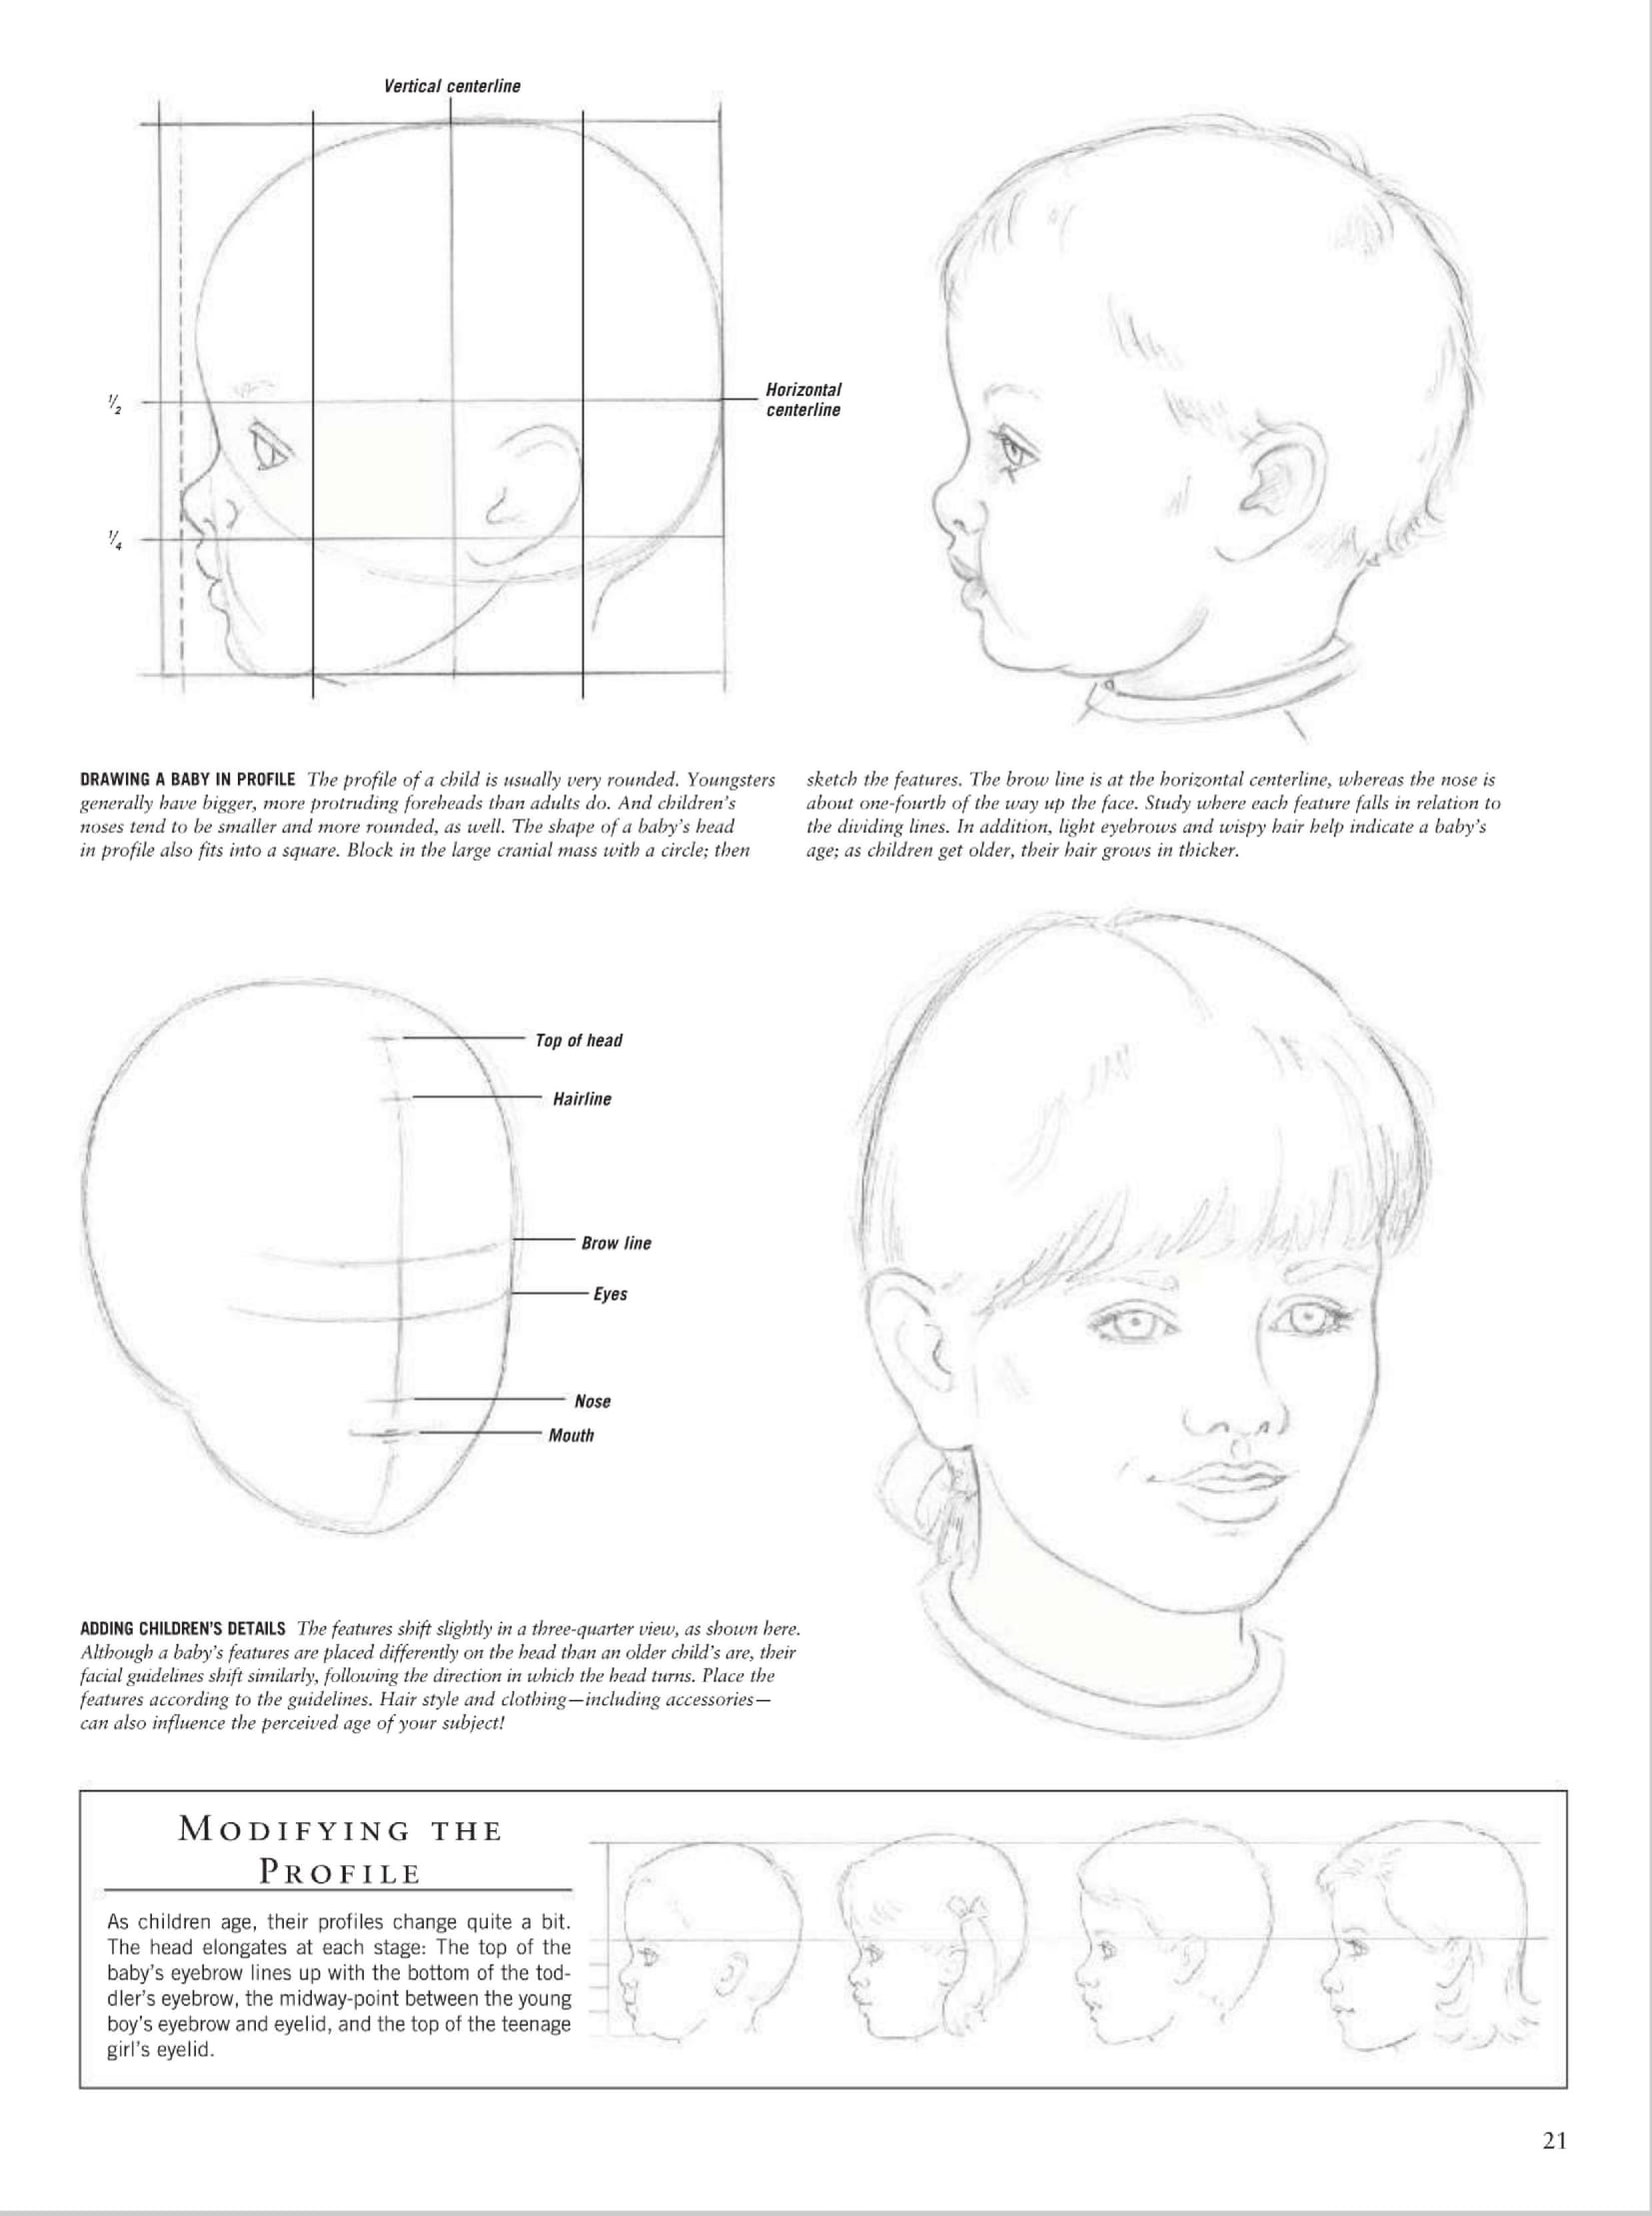 Vertical centerline
½
Horizontal
centerline
¼
DRAWING A BABY IN PROFILE The profile of a child is usually very rounded. Youngsters
generally have bigger, more protruding foreheads than adults do. And children's
noses tend to be smaller and more rounded, as well. The shape of a baby's head
in profile also fits into a square. Block in the large cranial mass with a circle; then
sketch the features. The brow line is at the horizontal centerline, whereas the nose is
about one-fourth of the way up the face. Study where each feature falls in relation to
the dividing lines. In addition, light eyebrows and wispy hair help indicate a baby's
age; as children get older, their hair grows in thicker.
Top of head
Hairline
Brow line
Eyes
Nose
Mouth
ADDING CHILDREN'S DETAILS The features shift slightly in a three-quarter view, as shown here.
Although a baby's features are placed differently on the head than an older child's are, their
facial guidelines shift similarly, following the direction in which the head turns. Place the
features according to the guidelines. Hair style and clothing—including accessories—
can also influence the perceived age of your subject!
MODIFYING THE
PROFILE
As children age, their profiles change quite a bit.
The head elongates at each stage: The top of the
baby's eyebrow lines up with the bottom of the tod-
dler's eyebrow, the midway-point between the young
boy's eyebrow and eyelid, and the top of the teenage
girl's eyelid.
21